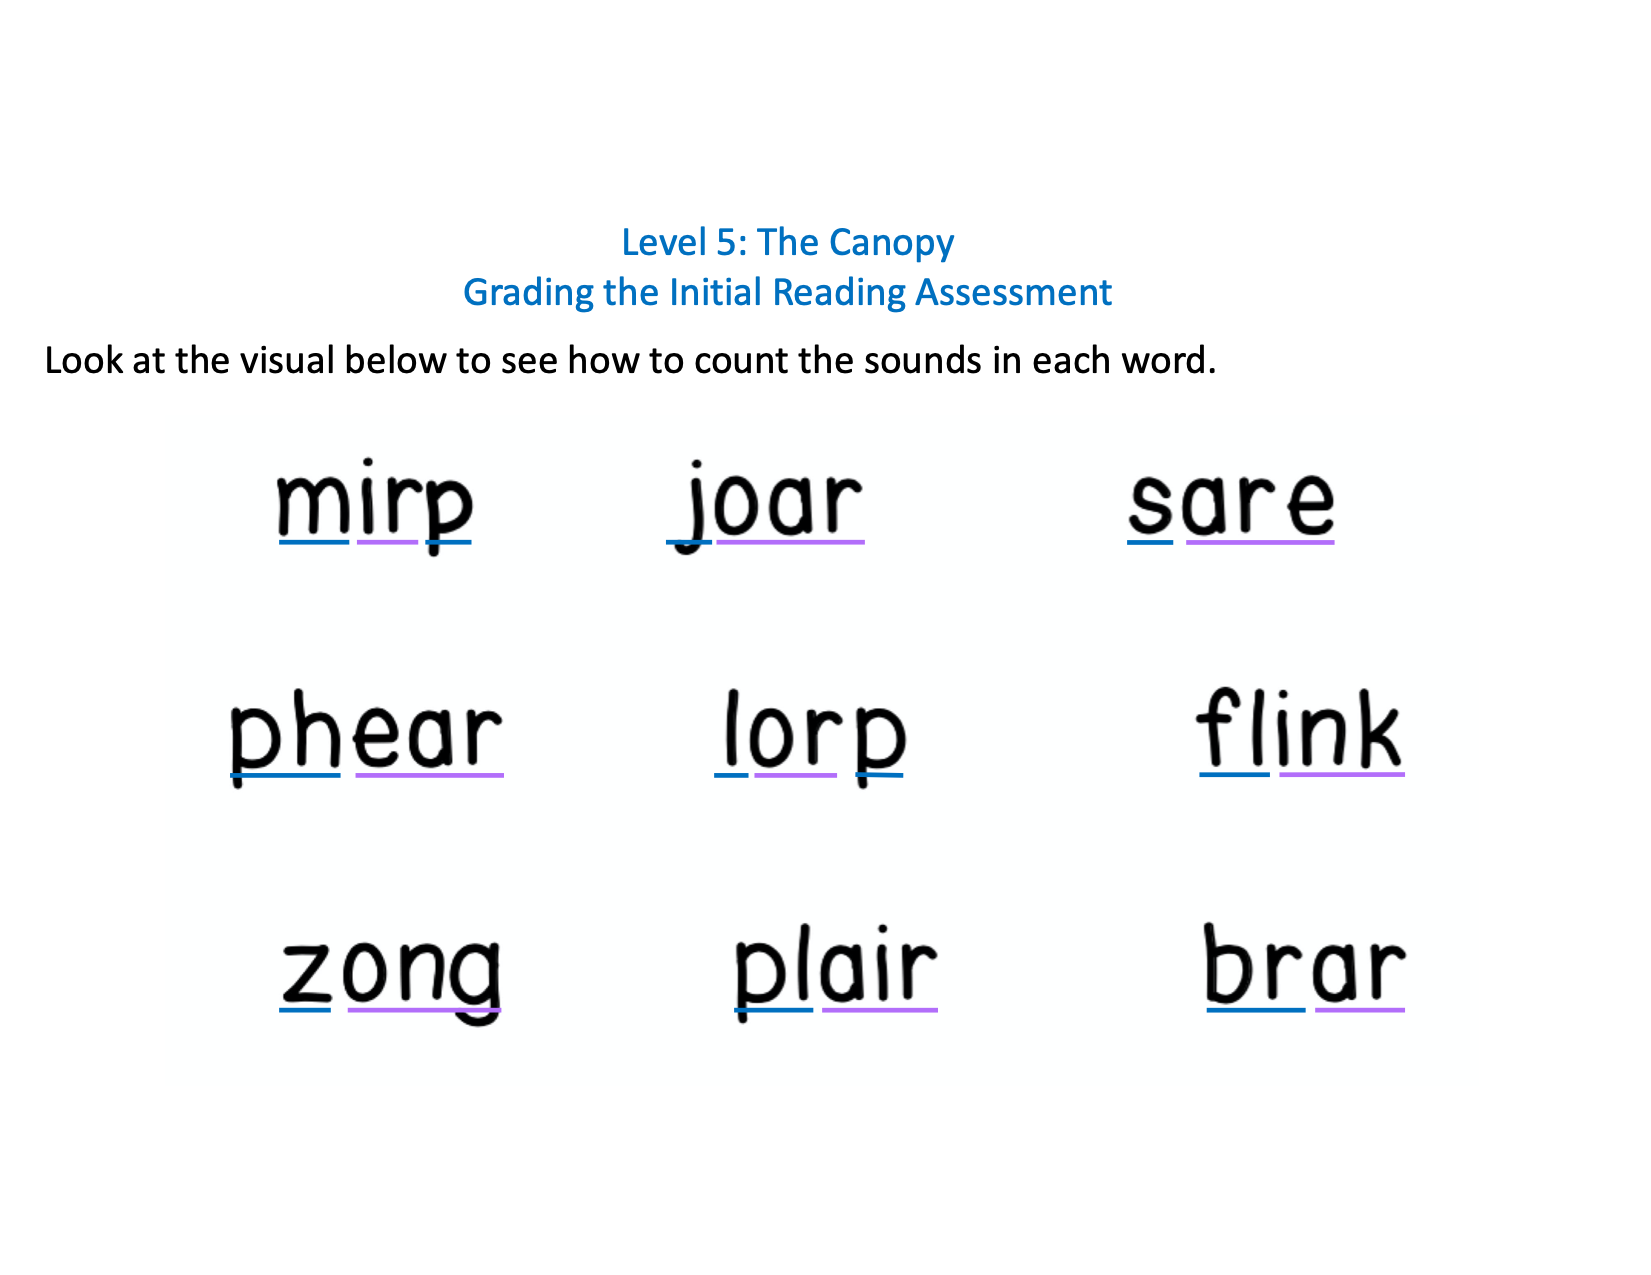 Level 5: The Canopy
Grading the Initial Reading Assessment
Look at the visual below to see how to count the sounds in each word.
mirp joar sare
phear lorp flink
zong plair brar